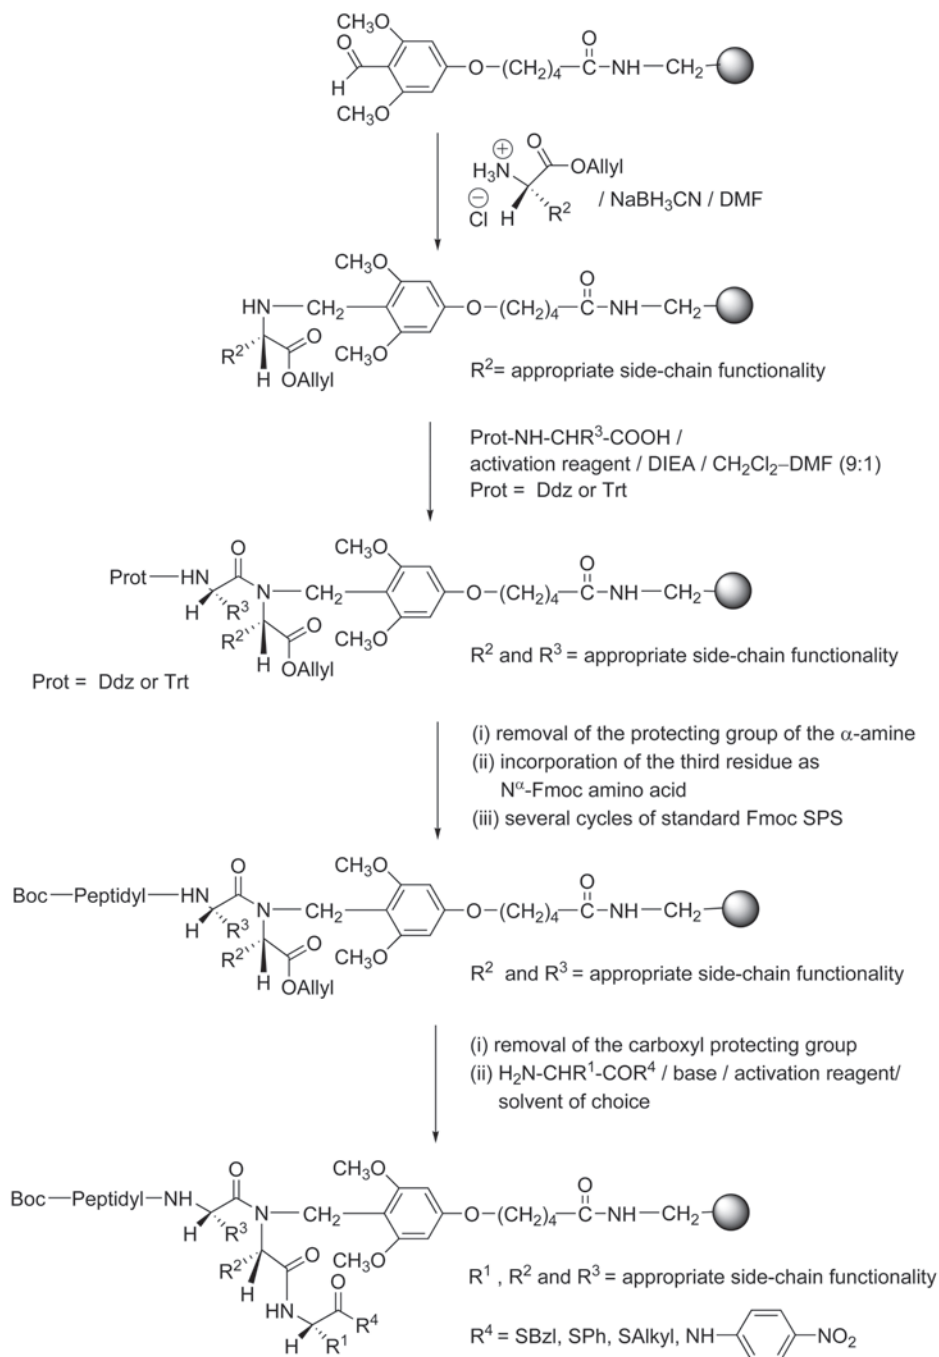 CH₃O
O
H
CH₃O
O—(CH₂)₄—C—NH—CH₂
O
H₃N
⊕
O
OAllyl
⊖
Cl
H
R²
/ NaBH₃CN / DMF
CH₃O
HN—CH₂
O—(CH₂)₄—C—NH—CH₂
O
R²
H
O
OAllyl
CH₃O
R²= appropriate side-chain functionality
Prot-NH-CHR³-COOH /
activation reagent / DIEA / CH₂Cl₂–DMF (9:1)
Prot = Ddz or Trt
O
CH₃O
O
Prot—HN
N—CH₂
O—(CH₂)₄—C—NH—CH₂
H
R³
R²
O
CH₃O
H
OAllyl
R² and R³ = appropriate side-chain functionality
Prot = Ddz or Trt
(i) removal of the protecting group of the α-amine
(ii) incorporation of the third residue as
Nᵅ-Fmoc amino acid
(iii) several cycles of standard Fmoc SPS
O
CH₃O
O
Boc—Peptidyl—HN
N—CH₂
O—(CH₂)₄—C—NH—CH₂
H
R³
R²
O
CH₃O
H
OAllyl
R² and R³ = appropriate side-chain functionality
(i) removal of the carboxyl protecting group
(ii) H₂N-CHR¹-COR⁴ / base / activation reagent/
solvent of choice
O
CH₃O
O
Boc—Peptidyl—NH
N—CH₂
O—(CH₂)₄—C—NH—CH₂
H
R³
R²
O
CH₃O
H
O
HN
R⁴
H
R¹
R¹ , R² and R³ = appropriate side-chain functionality
R⁴ = SBzl, SPh, SAlkyl, NH—NO₂